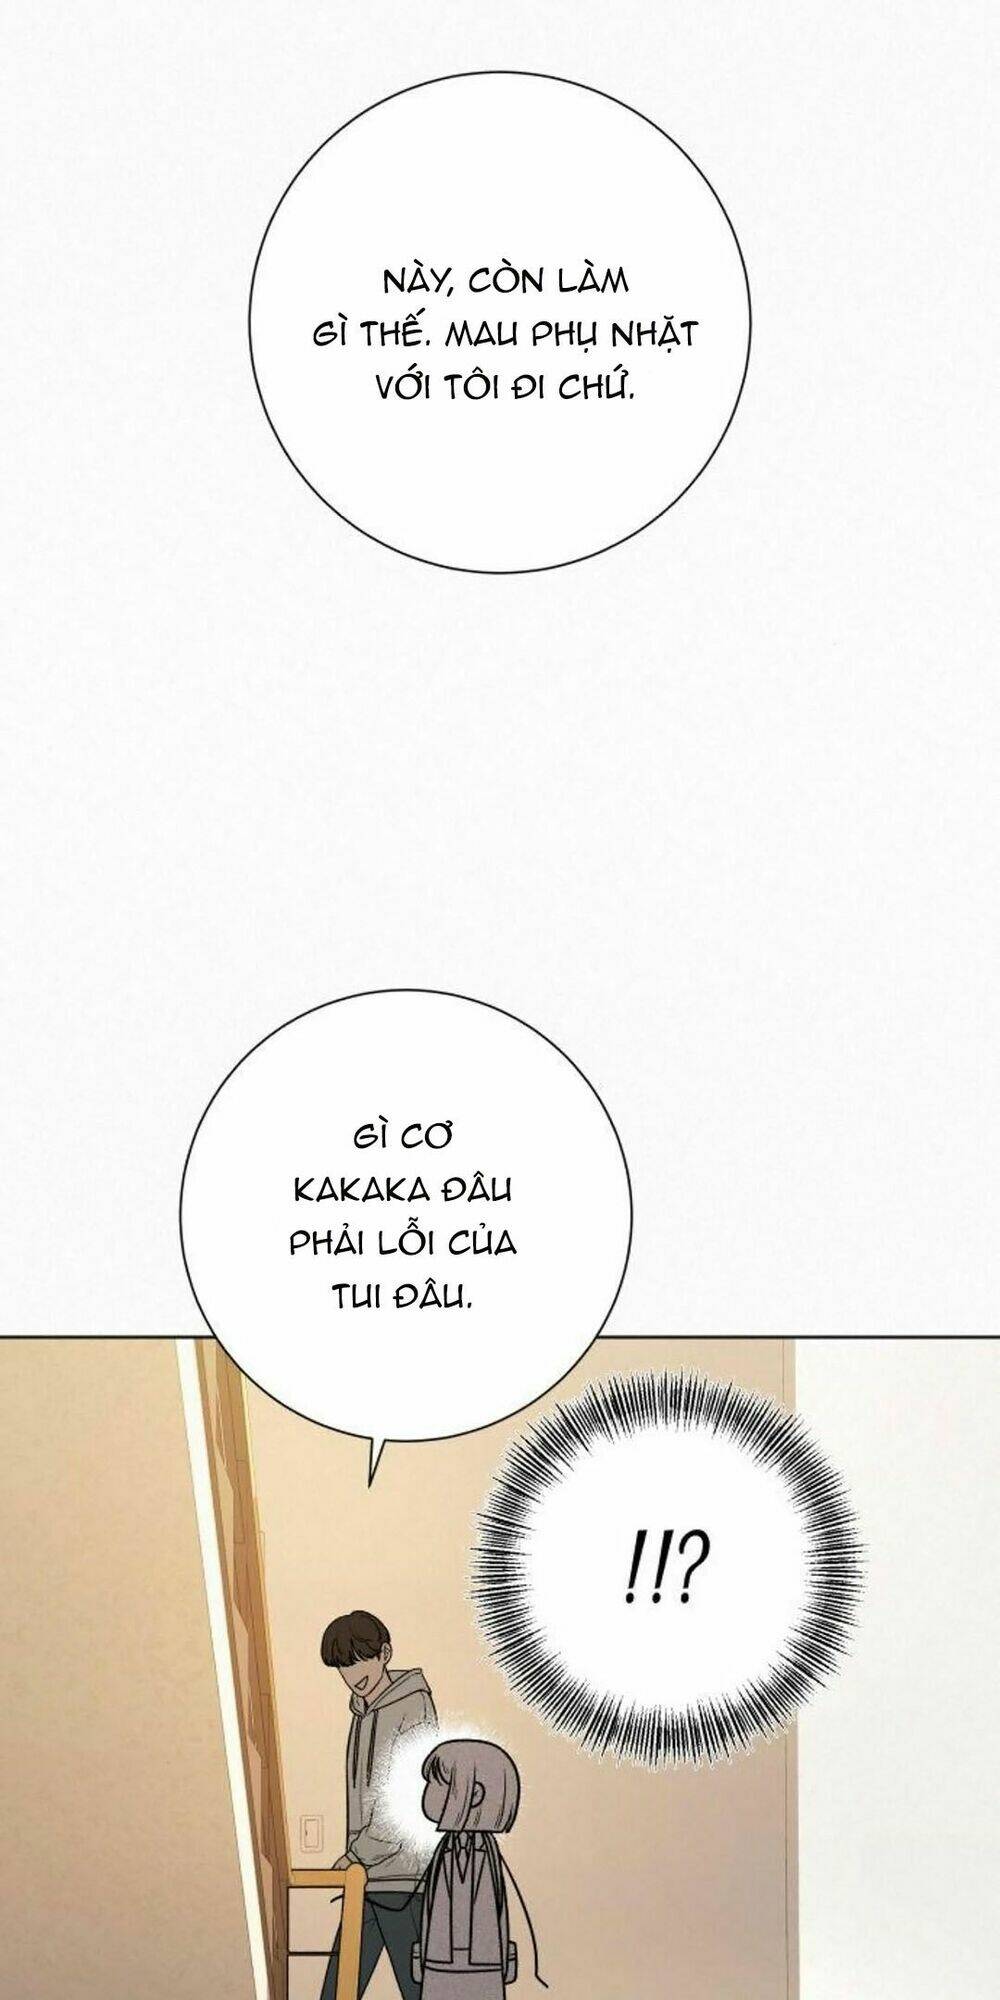 NÀY, CÒN LÀM
GÌ THẾ. MAU PHỤ NHẶT
VỚI TÔI ĐI CHỨ.
GÌ CƠ
KAKAKA ĐÂU
PHẢI LỖI CỦA
TUI ĐÂU.
!!?